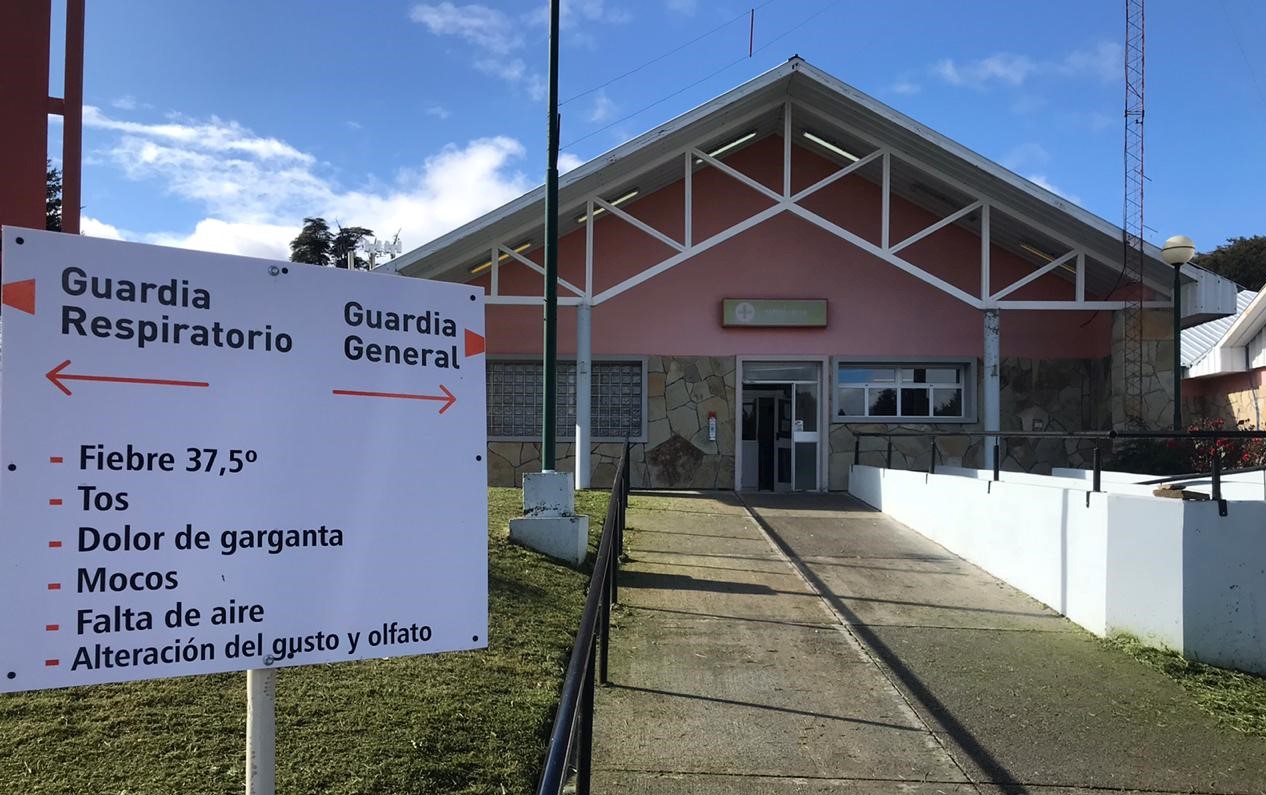 Guardia
Respiratorio
Guardia
General
- Fiebre 37,5º
- Tos
- Dolor de garganta
- Mocos
- Falta de aire
- Alteración del gusto y olfato